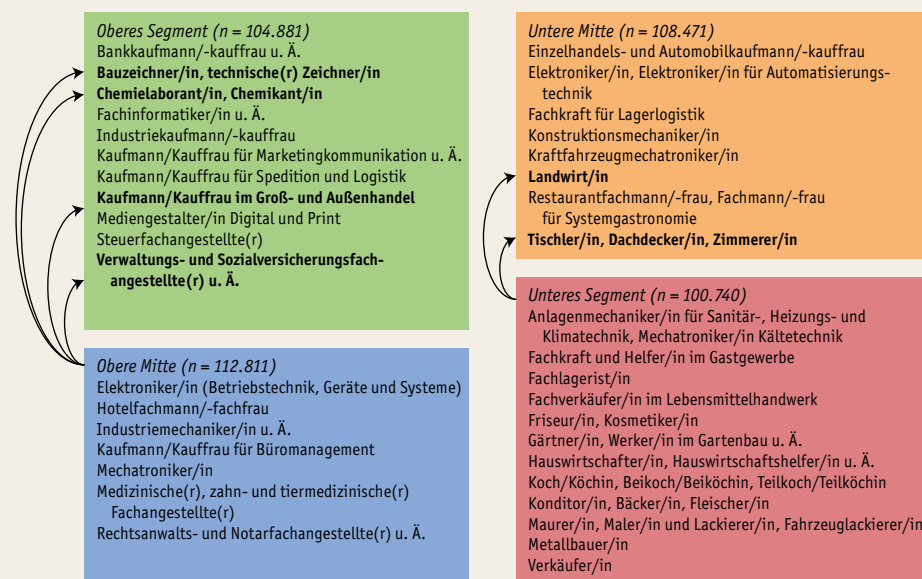 Oberes Segment (n = 104.881)
Bankkaufmann/-kauffrau u. Ä.
Bauzeichner/in, technische(r) Zeichner/in
Chemielaborant/in, Chemikant/in
Fachinformatiker/in u. Ä.
Industriekaufmann/-kauffrau
Kaufmann/Kauffrau für Marketingkommunikation u. Ä.
Kaufmann/Kauffrau für Spedition und Logistik
Kaufmann/Kauffrau im Groß- und Außenhandel
Mediengestalter/in Digital und Print
Steuerfachangestellte(r)
Verwaltungs- und Sozialversicherungsfach-
angestellte(r) u. Ä.
Obere Mitte (n = 112.811)
Elektroniker/in (Betriebstechnik, Geräte und Systeme)
Hotelfachmann/-fachfrau
Industriemechaniker/in u. Ä.
Kaufmann/Kauffrau für Büromanagement
Mechatroniker/in
Medizinische(r), zahn- und tiermedizinische(r)
Fachangestellte(r)
Rechtsanwalts- und Notarfachangestellte(r) u. Ä.
Untere Mitte (n = 108.471)
Einzelhandels- und Automobilkaufmann/-kauffrau
Elektroniker/in, Elektroniker/in für Automatisierungs-
technik
Fachkraft für Lagerlogistik
Konstruktionsmechaniker/in
Kraftfahrzeugmechatroniker/in
Landwirt/in
Restaurantfachmann/-frau, Fachmann/-frau
für Systemgastronomie
Tischler/in, Dachdecker/in, Zimmerer/in
Unteres Segment (n = 100.740)
Anlagenmechaniker/in für Sanitär-, Heizungs- und
Klimatechnik, Mechatroniker/in Kältetechnik
Fachkraft und Helfer/in im Gastgewerbe
Fachlagerist/in
Fachverkäufer/in im Lebensmittelhandwerk
Friseur/in, Kosmetiker/in
Gärtner/in, Werker/in im Gartenbau u. Ä.
Hauswirtschafter/in, Hauswirtschaftshelfer/in u. Ä.
Koch/Köchin, Beikoch/Beiköchin, Teilkoch/Teilköchin
Konditor/in, Bäcker/in, Fleischer/in
Maurer/in, Maler/in und Lackierer/in, Fahrzeuglackierer/in
Metallbauer/in
Verkäufer/in